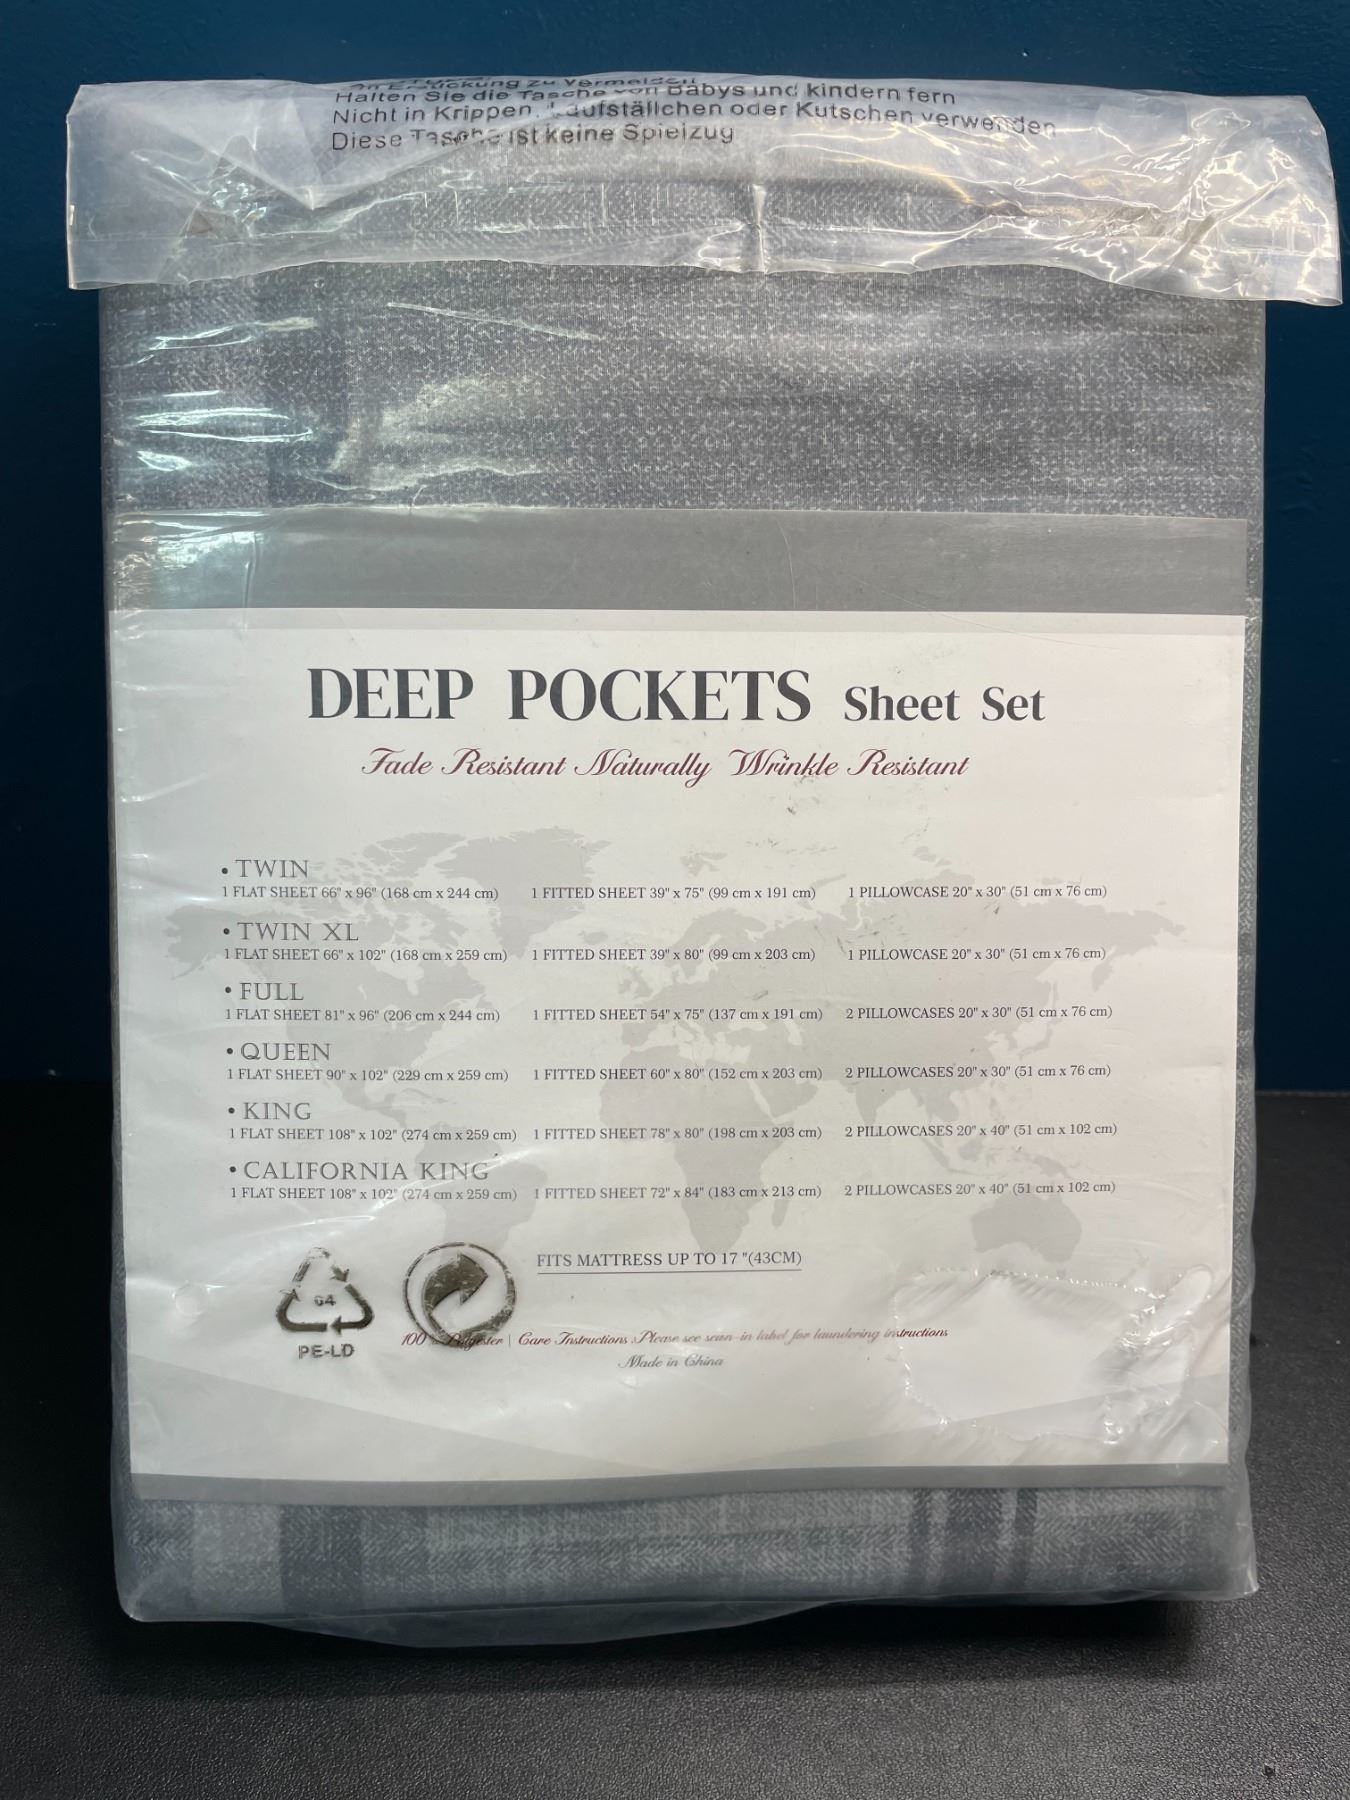 zu vermeiden
Halten Sie die Tasche von Babys und kindern fern
Nicht in Krippen, Laufställchen oder Kutschen verwenden
Diese Tasche ist keine Spielzug
DEEP POCKETS Sheet Set
Fade Resistant Naturally Wrinkle Resistant
• TWIN
1 FLAT SHEET 66" x 96" (168 cm x 244 cm) 1 FITTED SHEET 39" x 75" (99 cm x 191 cm) 1 PILLOWCASE 20" x 30" (51 cm x 76 cm)
• TWIN XL
1 FLAT SHEET 66" x 102" (168 cm x 259 cm) 1 FITTED SHEET 39" x 80" (99 cm x 203 cm) 1 PILLOWCASE 20" x 30" (51 cm x 76 cm)
• FULL
1 FLAT SHEET 81" x 96" (206 cm x 244 cm) 1 FITTED SHEET 54" x 75" (137 cm x 191 cm) 2 PILLOWCASES 20" x 30" (51 cm x 76 cm)
• QUEEN
1 FLAT SHEET 90" x 102" (229 cm x 259 cm) 1 FITTED SHEET 60" x 80" (152 cm x 203 cm) 2 PILLOWCASES 20" x 30" (51 cm x 76 cm)
• KING
1 FLAT SHEET 108" x 102" (274 cm x 259 cm) 1 FITTED SHEET 78" x 80" (198 cm x 203 cm) 2 PILLOWCASES 20" x 40" (51 cm x 102 cm)
• CALIFORNIA KING
1 FLAT SHEET 108" x 102" (274 cm x 259 cm) 1 FITTED SHEET 72" x 84" (183 cm x 213 cm) 2 PILLOWCASES 20" x 40" (51 cm x 102 cm)
FITS MATTRESS UP TO 17 "(43CM)
04
PE-LD
100% Polyester | Care Instructions :Please see sewn-in label for laundering instructions
Made in China